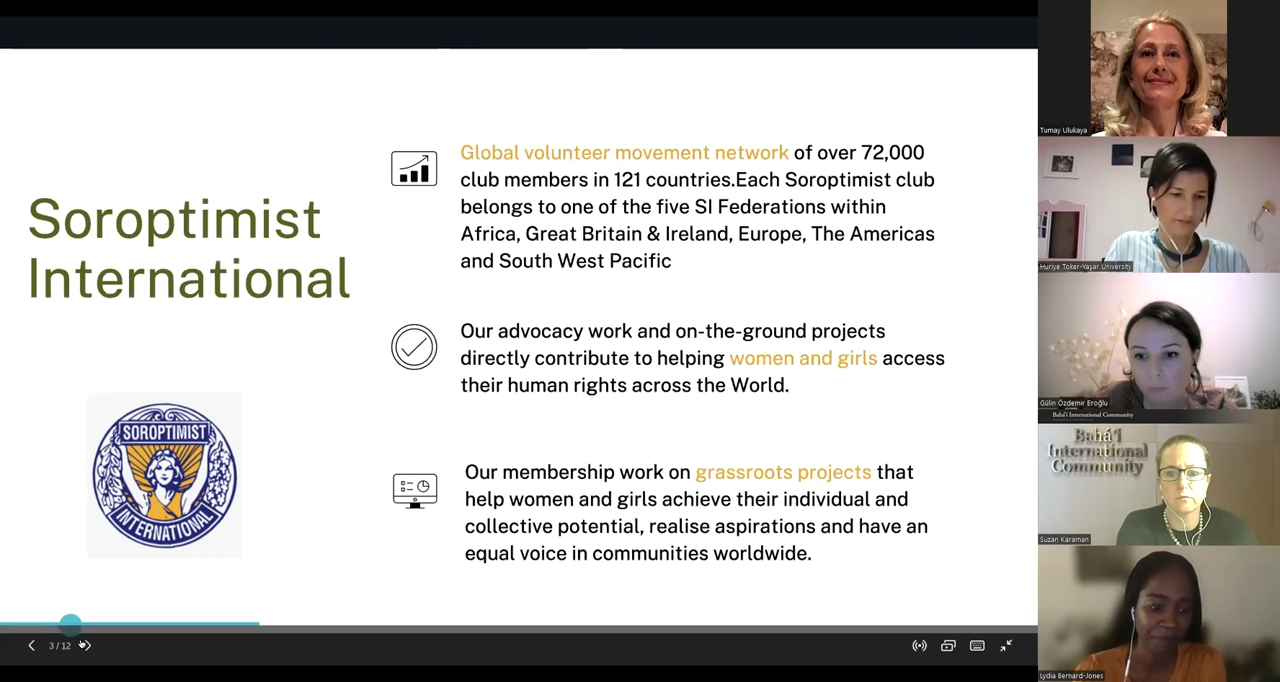 Soroptimist
International
SOROPTIMIST
INTERNATIONAL
Global volunteer movement network of over 72,000
club members in 121 countries.Each Soroptimist club
belongs to one of the five SI Federations within
Africa, Great Britain & Ireland, Europe, The Americas
and South West Pacific
Our advocacy work and on-the-ground projects
directly contribute to helping women and girls access
their human rights across the World.
Our membership work on grassroots projects that
help women and girls achieve their individual and
collective potential, realise aspirations and have an
equal voice in communities worldwide.
3 / 12
Tumay Ulukaya
Huriye Toker-Yaşar University
Gülin Özdemir Eroğlu
Bahá'í International Community
Bahá'í
International
Community
Suzan Karaman
Lydia Bernard-Jones